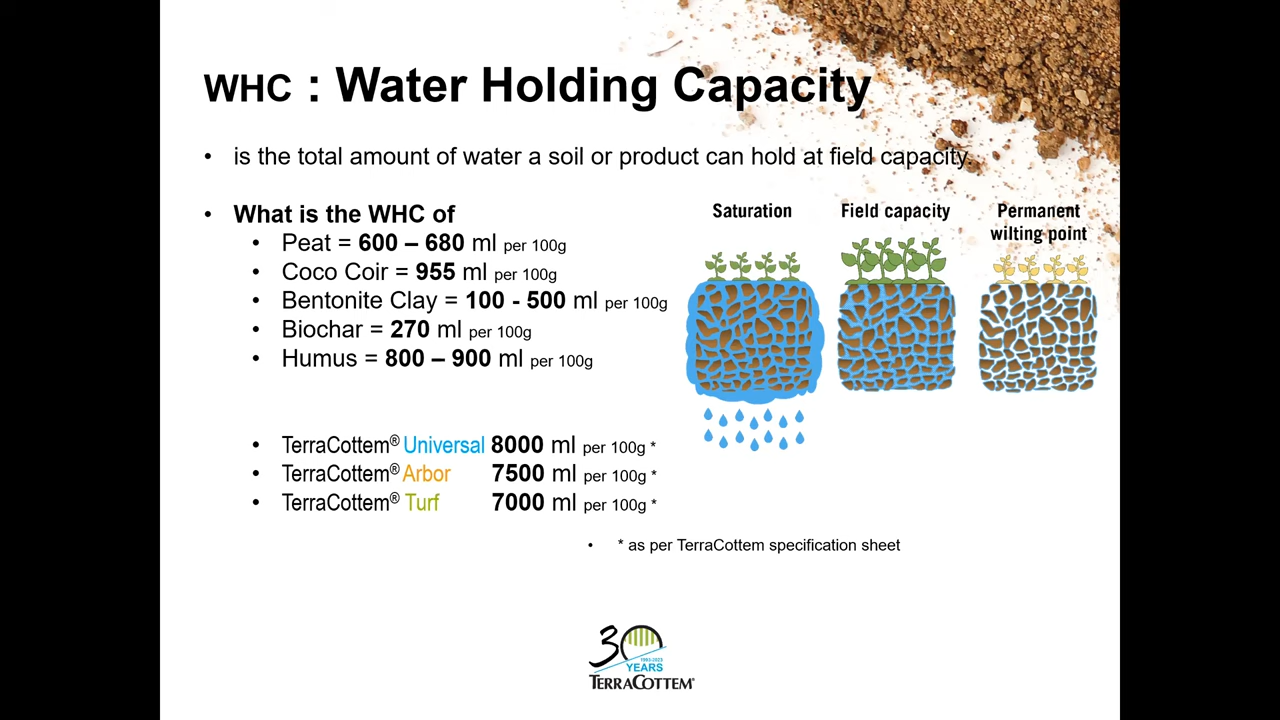 WHC : Water Holding Capacity
• is the total amount of water a soil or product can hold at field capacity.
• What is the WHC of
• Peat = 600 – 680 ml per 100g
• Coco Coir = 955 ml per 100g
• Bentonite Clay = 100 - 500 ml per 100g
• Biochar = 270 ml per 100g
• Humus = 800 – 900 ml per 100g
Saturation
Field capacity
Permanent
wilting point
• TerraCottem® Universal 8000 ml per 100g *
• TerraCottem® Arbor 7500 ml per 100g *
• TerraCottem® Turf 7000 ml per 100g *
• * as per TerraCottem specification sheet
30
1993-2023
YEARS
TERRACOTTEM®